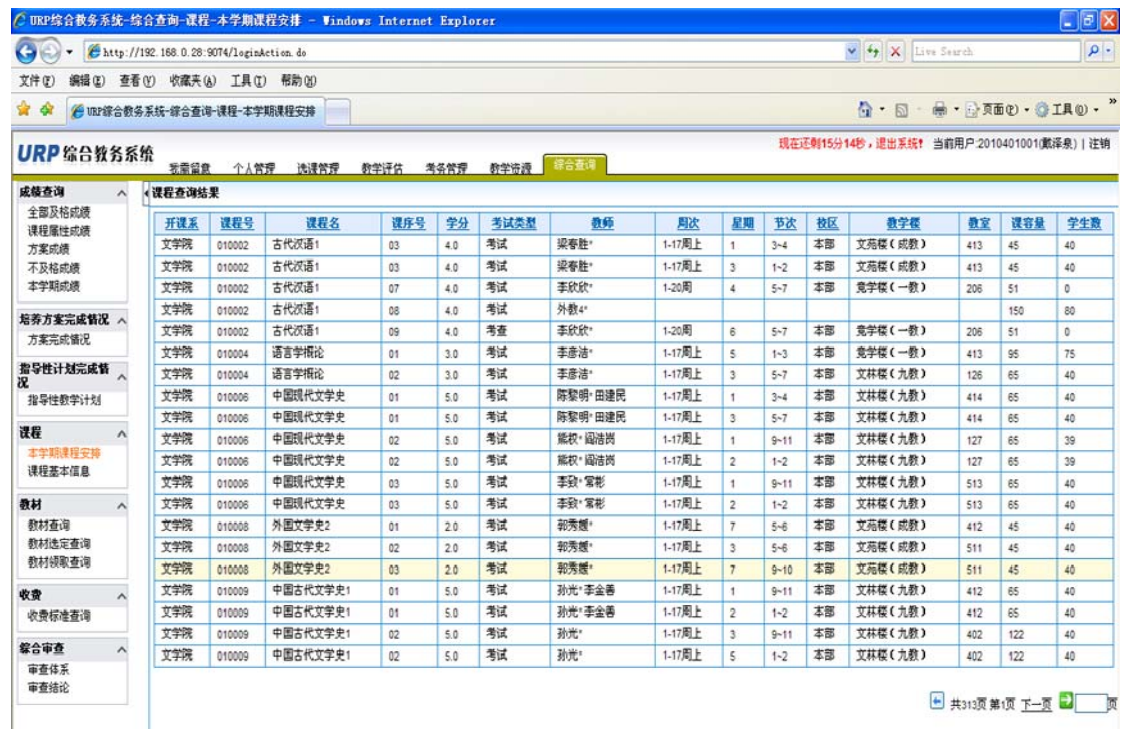 URP综合教务系统-综合查询-课程-本学期课程安排 - Windows Internet Explorer
http://192.168.0.28:9074/loginAction.do
Live Search
文件(F) 编辑(E) 查看(V) 收藏夹(A) 工具(T) 帮助(H)
URP综合教务系统-综合查询-课程-本学期课程安排
页面(P) 工具(O) »
URP 综合教务系统
现在还剩15分14秒，退出系统! 当前用户:2010401001(戴泽泉) | 注销
我需留意 个人管理 选课管理 教学评估 考务管理 教学资源 综合查询
成绩查询
全部及格成绩
课程属性成绩
方案成绩
不及格成绩
本学期成绩
培养方案完成情况
方案完成情况
指导性计划完成情况
指导性教学计划
课程
本学期课程安排
课程基本信息
教材
教材查询
教材选定查询
教材领取查询
收费
收费标准查询
综合审查
审查体系
审查结论
课程查询结果
开课系 课程号 课程名 课序号 学分 考试类型 教师 周次 星期 节次 校区 教学楼 教室 课容量 学生数
文学院 010002 古代汉语1 03 4.0 考试 梁春胜* 1-17周上 1 3~4 本部 文苑楼(成教) 413 45 40
文学院 010002 古代汉语1 03 4.0 考试 梁春胜* 1-17周上 3 1~2 本部 文苑楼(成教) 413 45 40
文学院 010002 古代汉语1 07 4.0 考试 李欣欣* 1-20周 4 5~7 本部 竞学楼(一教) 206 51 0
文学院 010002 古代汉语1 08 4.0 考试 外教4* 150 80
文学院 010002 古代汉语1 09 4.0 考查 李欣欣* 1-20周 6 5~7 本部 竞学楼(一教) 206 51 0
文学院 010004 语言学概论 01 3.0 考试 李彦洁* 1-17周上 5 1~3 本部 竞学楼(一教) 413 95 75
文学院 010004 语言学概论 02 3.0 考试 李彦洁* 1-17周上 3 5~7 本部 文林楼(九教) 126 65 40
文学院 010006 中国现代文学史 01 5.0 考试 陈黎明* 田建民 1-17周上 1 3~4 本部 文林楼(九教) 414 65 40
文学院 010006 中国现代文学史 01 5.0 考试 陈黎明* 田建民 1-17周上 3 5~7 本部 文林楼(九教) 414 65 40
文学院 010006 中国现代文学史 02 5.0 考试 熊权* 阎浩岗 1-17周上 1 9~11 本部 文林楼(九教) 127 65 39
文学院 010006 中国现代文学史 02 5.0 考试 熊权* 阎浩岗 1-17周上 2 1~2 本部 文林楼(九教) 127 65 39
文学院 010006 中国现代文学史 03 5.0 考试 李致* 常彬 1-17周上 1 9~11 本部 文林楼(九教) 513 65 40
文学院 010006 中国现代文学史 03 5.0 考试 李致* 常彬 1-17周上 2 1~2 本部 文林楼(九教) 513 65 40
文学院 010008 外国文学史2 01 2.0 考试 郭秀媛* 1-17周上 7 5~6 本部 文苑楼(成教) 412 45 40
文学院 010008 外国文学史2 02 2.0 考试 郭秀媛* 1-17周上 3 5~6 本部 文苑楼(成教) 511 45 40
文学院 010008 外国文学史2 03 2.0 考试 郭秀媛* 1-17周上 7 9~10 本部 文苑楼(成教) 511 45 40
文学院 010009 中国古代文学史1 01 5.0 考试 孙光* 李金善 1-17周上 1 9~11 本部 文林楼(九教) 412 65 40
文学院 010009 中国古代文学史1 01 5.0 考试 孙光* 李金善 1-17周上 2 1~2 本部 文林楼(九教) 412 65 40
文学院 010009 中国古代文学史1 02 5.0 考试 孙光* 1-17周上 3 9~11 本部 文林楼(九教) 402 122 40
文学院 010009 中国古代文学史1 02 5.0 考试 孙光* 1-17周上 5 1~2 本部 文林楼(九教) 402 122 40
共313页 第1页 下一页 页